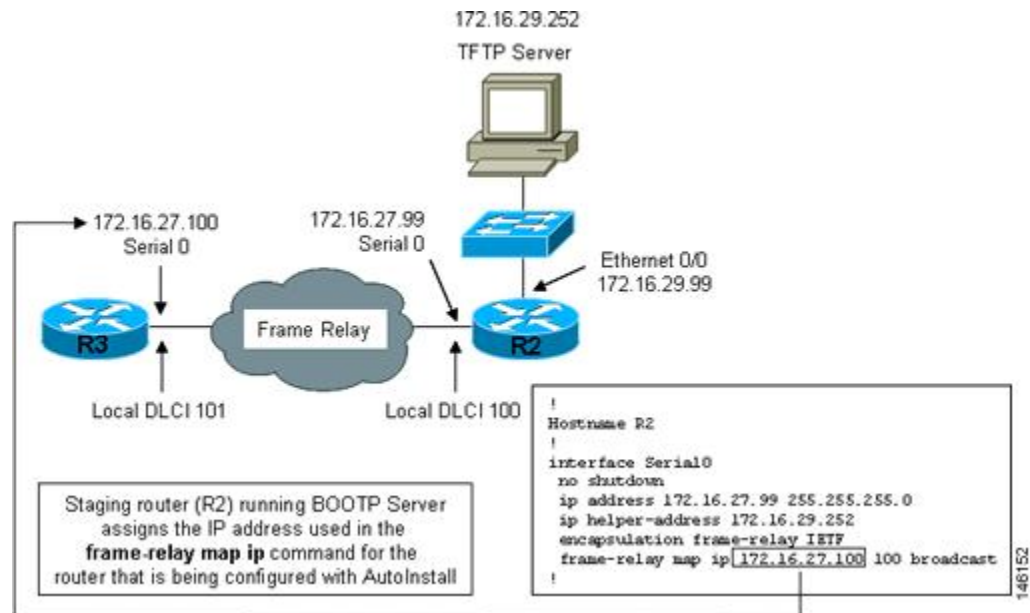 172.16.29.252
TFTP Server
172.16.27.100
Serial 0
172.16.27.99
Serial 0
Ethernet 0/0
172.16.29.99
R3
Frame Relay
R2
Local DLCI 101
Local DLCI 100
Staging router (R2) running BOOTP Server
assigns the IP address used in the
frame-relay map ip command for the
router that is being configured with AutoInstall
!
Hostname R2
!
interface Serial0
no shutdown
ip address 172.16.27.99 255.255.255.0
ip helper-address 172.16.29.252
encapsulation frame-relay IETF
frame-relay map ip 172.16.27.100 100 broadcast
!
146152